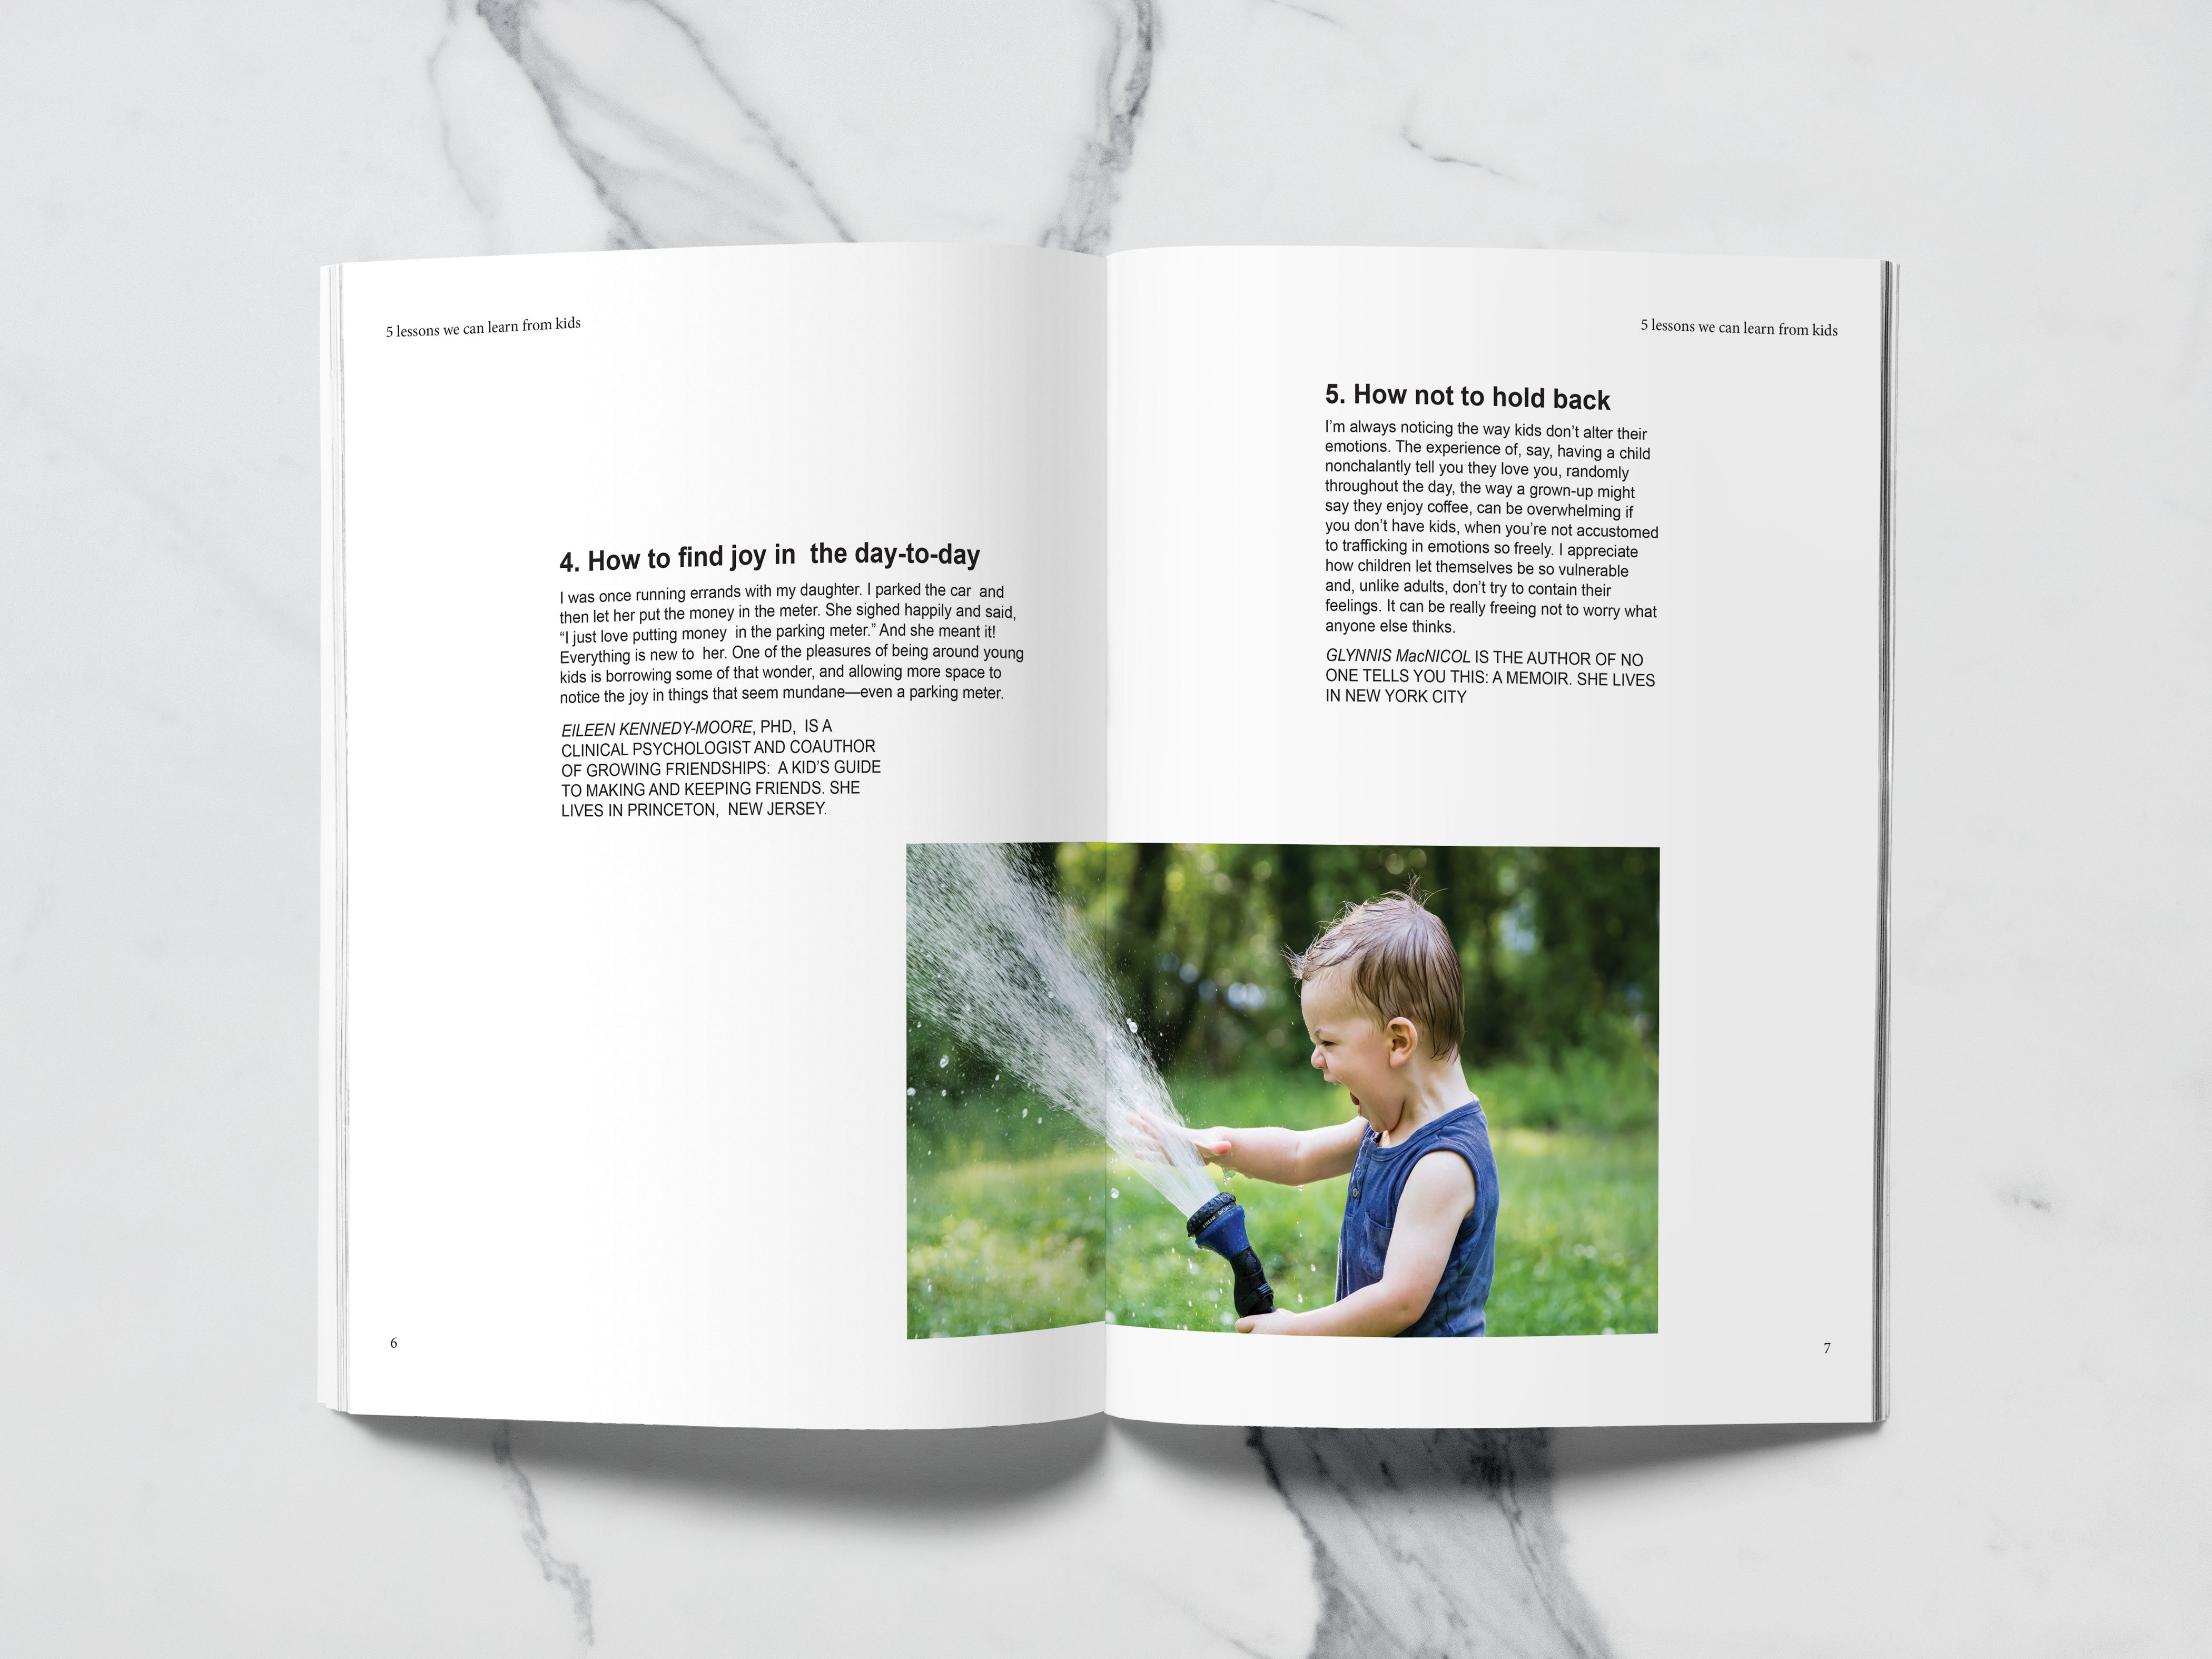 5 lessons we can learn from kids
4. How to find joy in  the day-to-day
I was once running errands with my daughter. I parked the car  and
then let her put the money in the meter. She sighed happily and said,
“I just love putting money  in the parking meter.” And she meant it!
Everything is new to  her. One of the pleasures of being around young
kids is borrowing some of that wonder, and allowing more space to
notice the joy in things that seem mundane—even a parking meter.
EILEEN KENNEDY-MOORE, PHD,  IS A
CLINICAL PSYCHOLOGIST AND COAUTHOR
OF GROWING FRIENDSHIPS:  A KID’S GUIDE
TO MAKING AND KEEPING FRIENDS. SHE
LIVES IN PRINCETON,  NEW JERSEY.
6
5 lessons we can learn from kids
5. How not to hold back
I’m always noticing the way kids don’t alter their
emotions. The experience of, say, having a child
nonchalantly tell you they love you, randomly
throughout the day, the way a grown-up might
say they enjoy coffee, can be overwhelming if
you don’t have kids, when you’re not accustomed
to trafficking in emotions so freely. I appreciate
how children let themselves be so vulnerable
and, unlike adults, don’t try to contain their
feelings. It can be really freeing not to worry what
anyone else thinks.
GLYNNIS MacNICOL IS THE AUTHOR OF NO
ONE TELLS YOU THIS: A MEMOIR. SHE LIVES
IN NEW YORK CITY
7